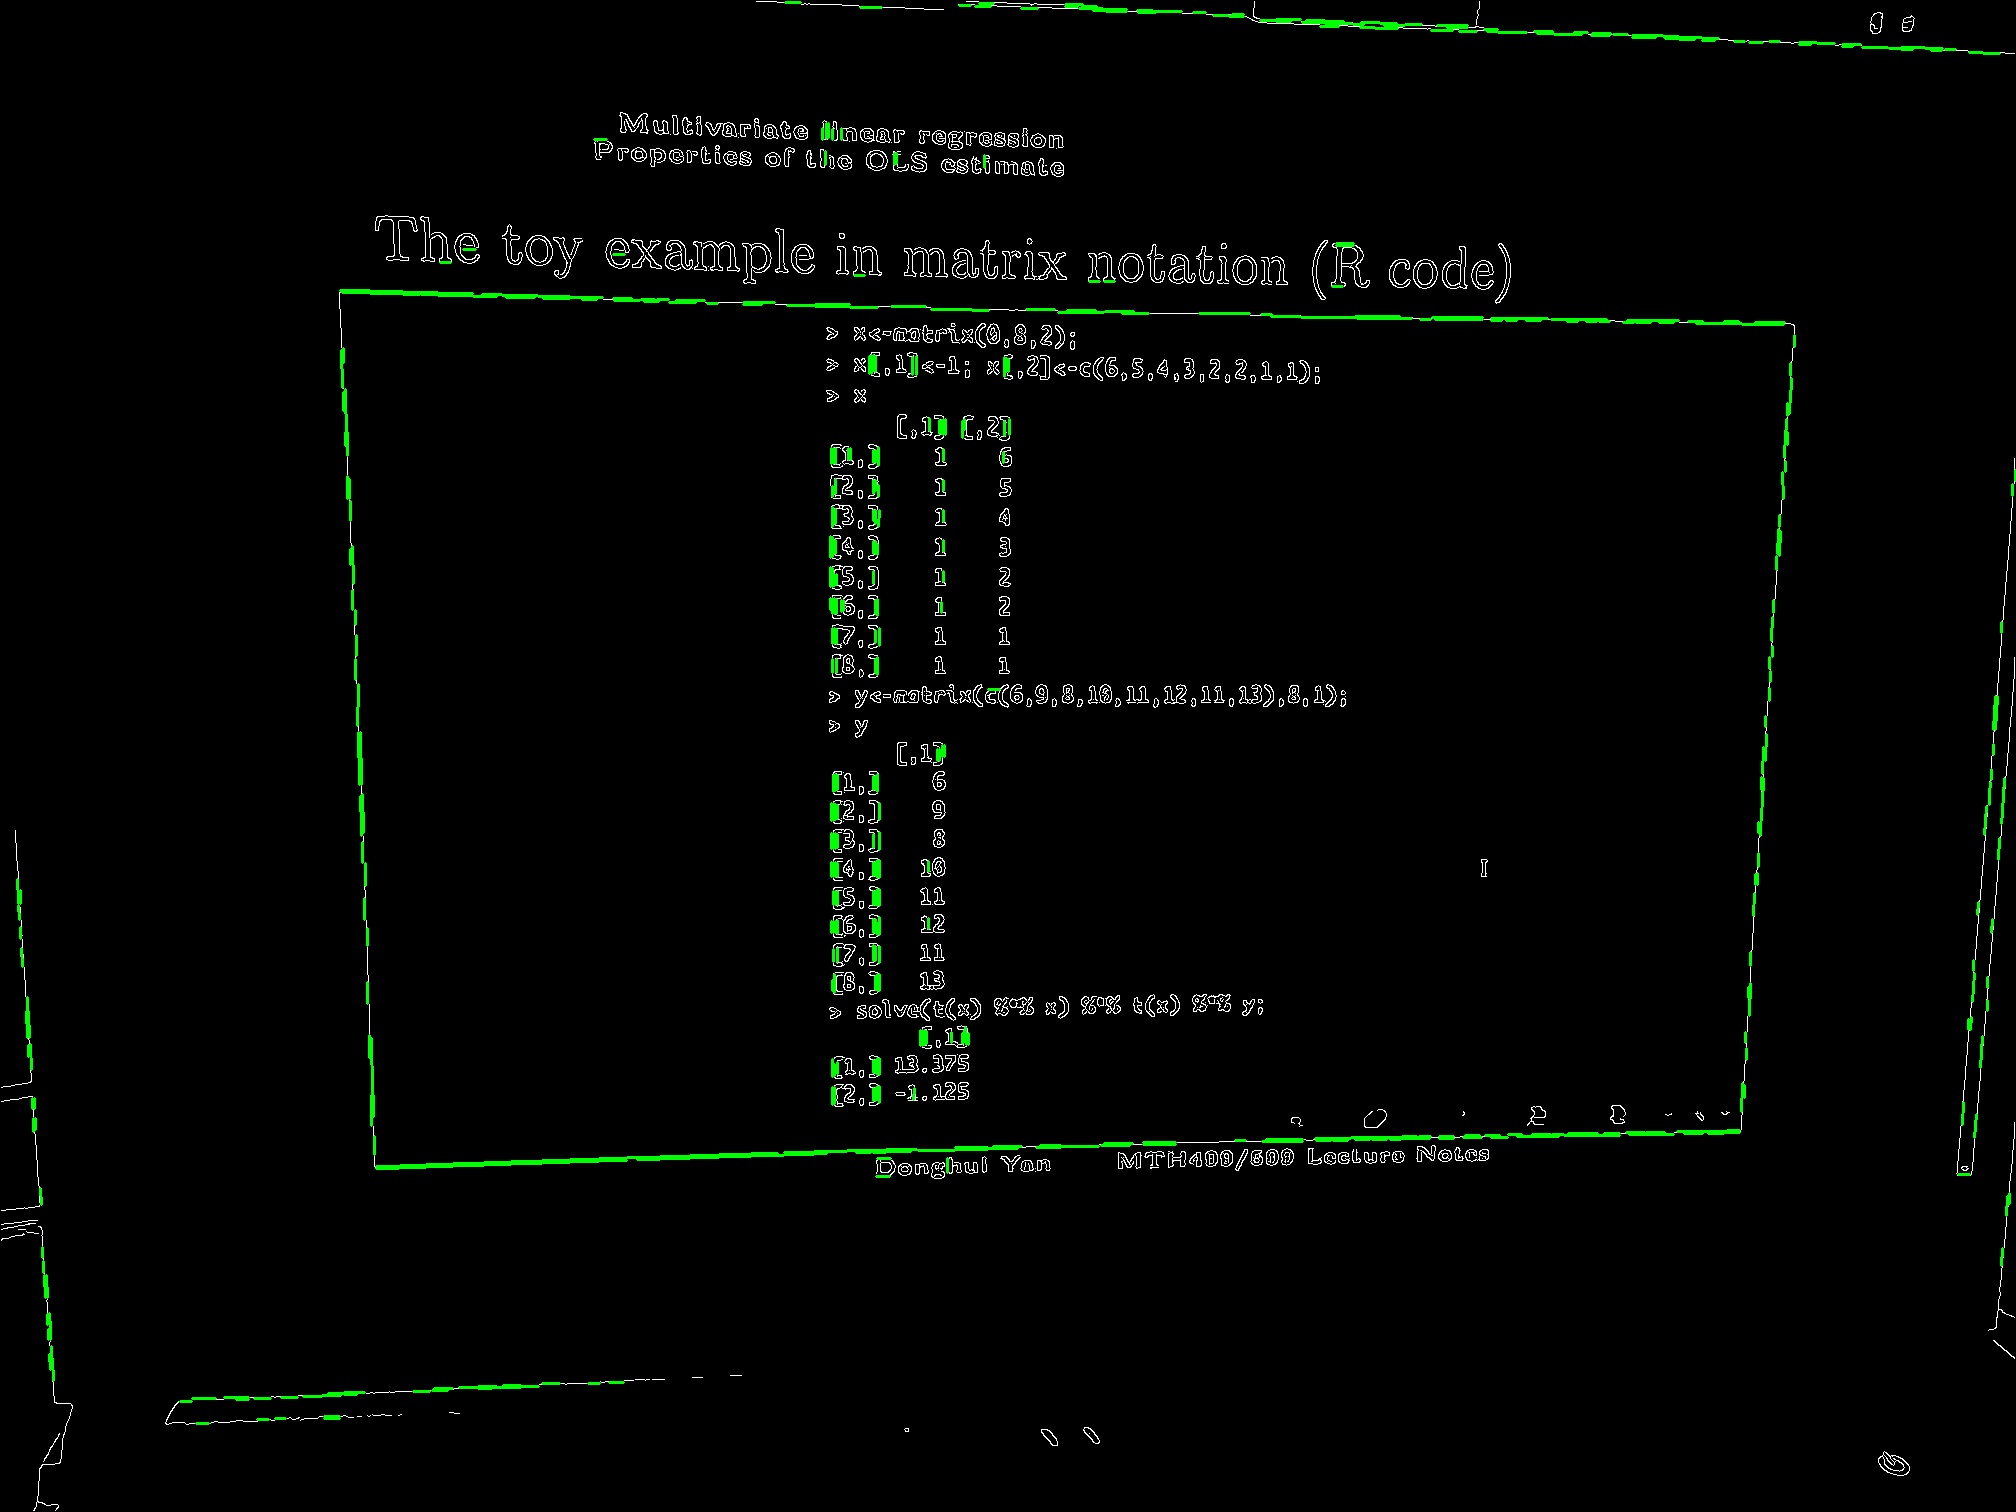 Multivariate linear regression
Properties of the OLS estimate
The toy example in matrix notation (R code)
> x<-matrix(0,8,2);
> x[,1]<-1; x[,2]<-c(6,5,4,3,2,2,1,1);
> x
[,1] [,2]
[1,] 1 6
[2,] 1 5
[3,] 1 4
[4,] 1 3
[5,] 1 2
[6,] 1 2
[7,] 1 1
[8,] 1 1
> y<-matrix(c(6,9,8,10,11,12,11,13),8,1);
> y
[,1]
[1,] 6
[2,] 9
[3,] 8
[4,] 10
[5,] 11
[6,] 12
[7,] 11
[8,] 13
> solve(t(x) %*% x) %*% t(x) %*% y;
[,1]
[1,] 13.375
[2,] -1.125
Donghui Yan MTH400/600 Lecture Notes